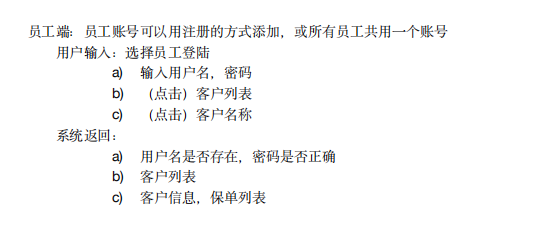 员工端：员工账号可以用注册的方式添加，或所有员工共用一个账号
用户输入：选择员工登陆
a) 输入用户名，密码
b) （点击）客户列表
c) （点击）客户名称
系统返回：
a) 用户名是否存在，密码是否正确
b) 客户列表
c) 客户信息，保单列表